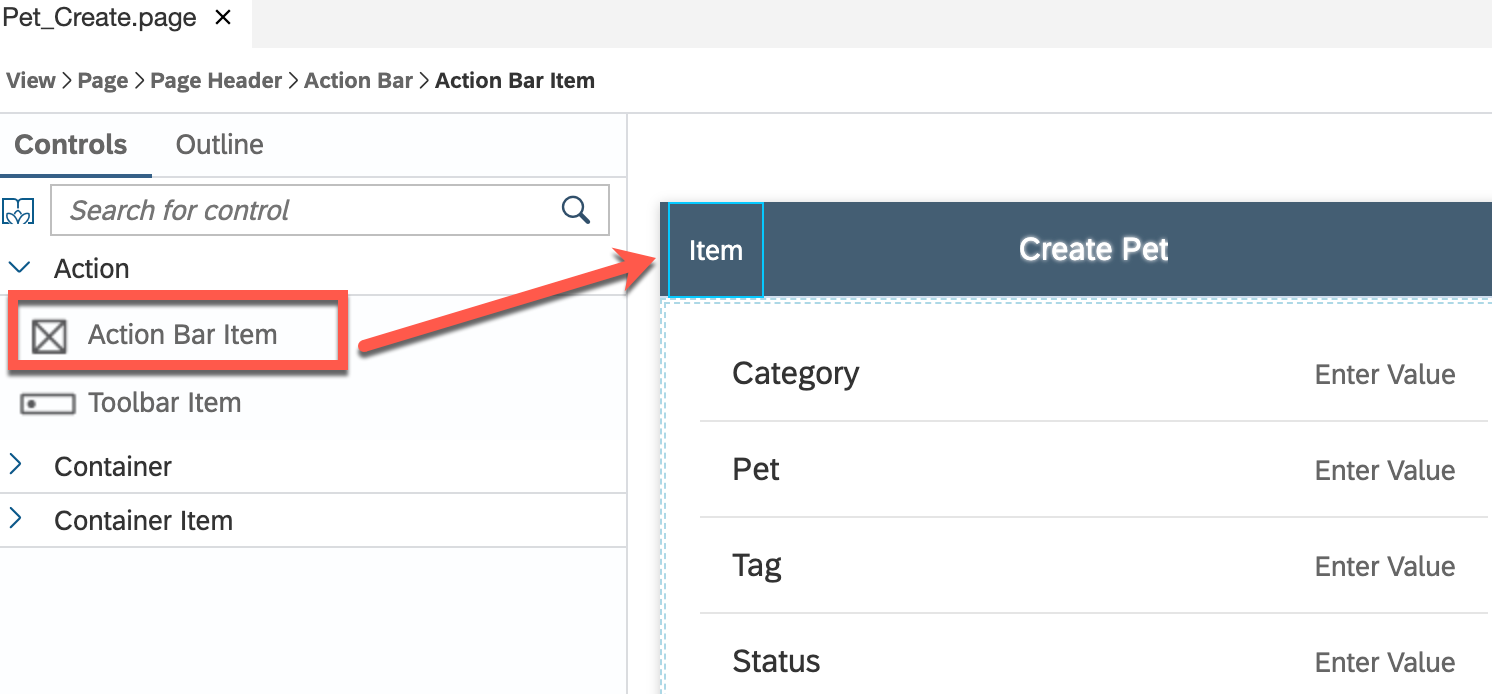 Pet_Create.page ×
View > Page > Page Header > Action Bar > Action Bar Item
Controls Outline
Search for control
Action
Action Bar Item
Toolbar Item
Container
Container Item
Item Create Pet
Category Enter Value
Pet Enter Value
Tag Enter Value
Status Enter Value